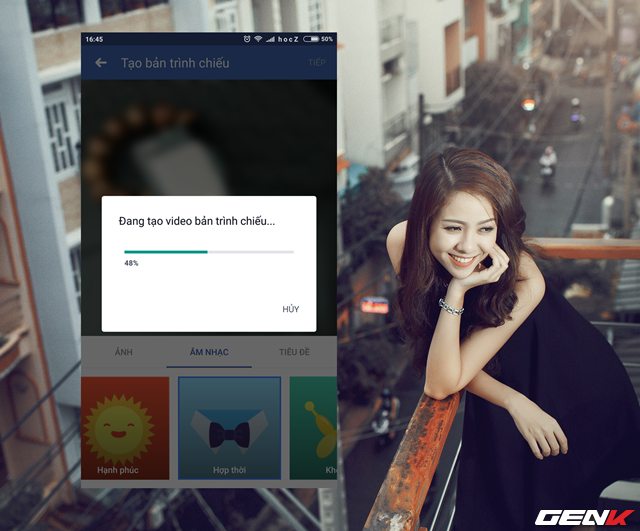 16:45
hocZ
50%
Tạo bản trình chiếu
TIẾP
Đang tạo video bản trình chiếu...
48%
HỦY
ẢNH
ÂM NHẠC
TIÊU ĐỀ
Hạnh phúc
Hợp thời
Kh
GENK